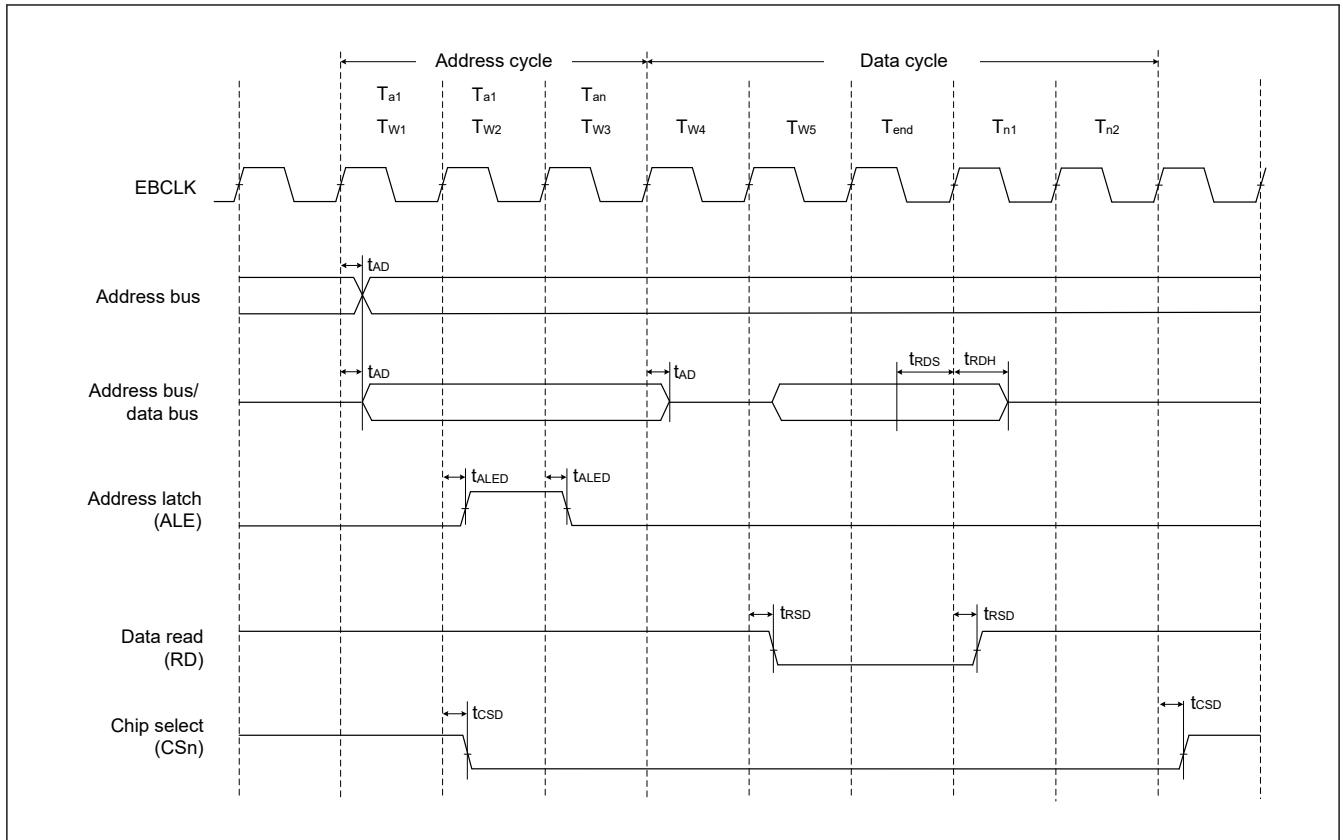 Address cycle Data cycle
Ta1 Ta1 Tan
TW1 TW2 TW3 TW4 TW5 Tend Tn1 Tn2
EBCLK
tAD
Address bus
tRDS tRDH
tAD tAD
Address bus/
data bus
tALED tALED
Address latch
(ALE)
tRSD tRSD
Data read
(RD)
tCSD tCSD
Chip select
(CSn)